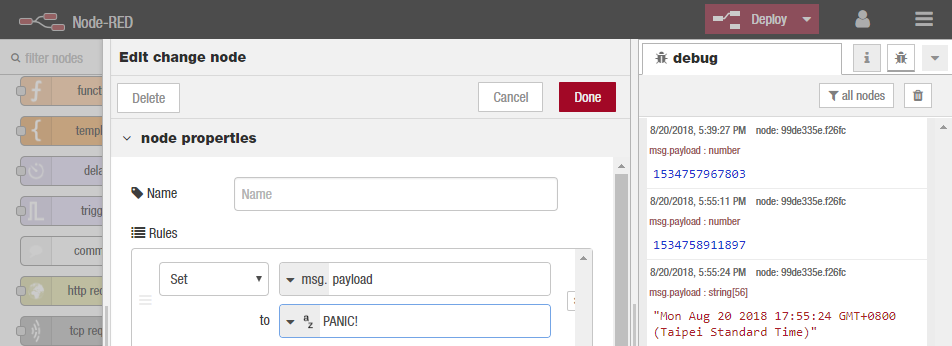 Node-RED
Deploy
filter nodes
funct
templ
dela
trigg
comm
http rec
tcp req
Edit change node
Delete
Cancel
Done
node properties
Name
Name
Rules
Set
msg. payload
to
az PANIC!
debug
i
all nodes
8/20/2018, 5:39:27 PM node: 99de335e.f26fc
msg.payload : number
1534757967803
8/20/2018, 5:55:11 PM node: 99de335e.f26fc
msg.payload : number
1534758911897
8/20/2018, 5:55:24 PM node: 99de335e.f26fc
msg.payload : string[56]
"Mon Aug 20 2018 17:55:24 GMT+0800
(Taipei Standard Time)"